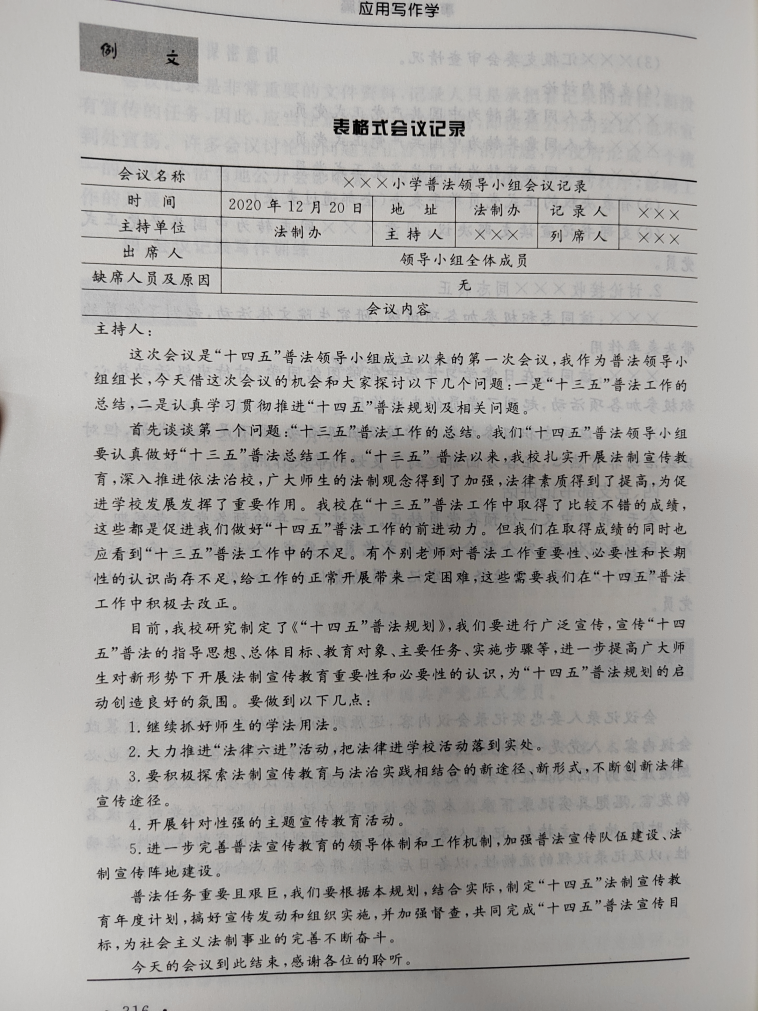 应用写作学
例 文
表格式会议记录
会议名称 ×××小学普法领导小组会议记录
时 间 2020 年 12 月 20 日 地 址 法制办 记 录 人 ×××
主持单位 法制办 主 持 人 ××× 列 席 人 ×××
出 席 人 领导小组全体成员
缺席人员及原因 无
会议内容
主持人：
这次会议是“十四五”普法领导小组成立以来的第一次会议，我作为普法领导小
组组长，今天借这次会议的机会和大家探讨以下几个问题：一是“十三五”普法工作的
总结，二是认真学习贯彻推进“十四五”普法规划及相关问题。
首先谈谈第一个问题：“十三五”普法工作的总结。我们“十四五”普法领导小组
要认真做好“十三五”普法总结工作。“十三五” 普法以来，我校扎实开展法制宣传教
育，深入推进依法治校，广大师生的法制观念得到了加强，法律素质得到了提高，为促
进学校发展发挥了重要作用。我校在“十三五”普法工作中取得了比较不错的成绩，
这些都是促进我们做好“十四五”普法工作的前进动力。但我们在取得成绩的同时也
应看到“十三五”普法工作中的不足。有个别老师对普法工作重要性、必要性和长期
性的认识尚存不足，给工作的正常开展带来一定困难，这些需要我们在“十四五”普法
工作中积极去改正。
目前，我校研究制定了《“十四五”普法规划》，我们要进行广泛宣传，宣传“十四
五”普法的指导思想、总体目标、教育对象、主要任务、实施步骤等，进一步提高广大师
生对新形势下开展法制宣传教育重要性和必要性的认识，为“十四五”普法规划的启
动创造良好的氛围。要做到以下几点：
1. 继续抓好师生的学法用法。
2. 大力推进“法律六进”活动，把法律进学校活动落到实处。
3. 要积极探索法制宣传教育与法治实践相结合的新途径、新形式，不断创新法律
宣传途径。
4. 开展针对性强的主题宣传教育活动。
5. 进一步完善普法宣传教育的领导体制和工作机制，加强普法宣传队伍建设、法
制宣传阵地建设。
普法任务重要且艰巨，我们要根据本规划，结合实际，制定“十四五”法制宣传教
育年度计划，搞好宣传发动和组织实施，并加强督查，共同完成“十四五”普法宣传目
标，为社会主义法制事业的完善不断奋斗。
今天的会议到此结束，感谢各位的聆听。
216